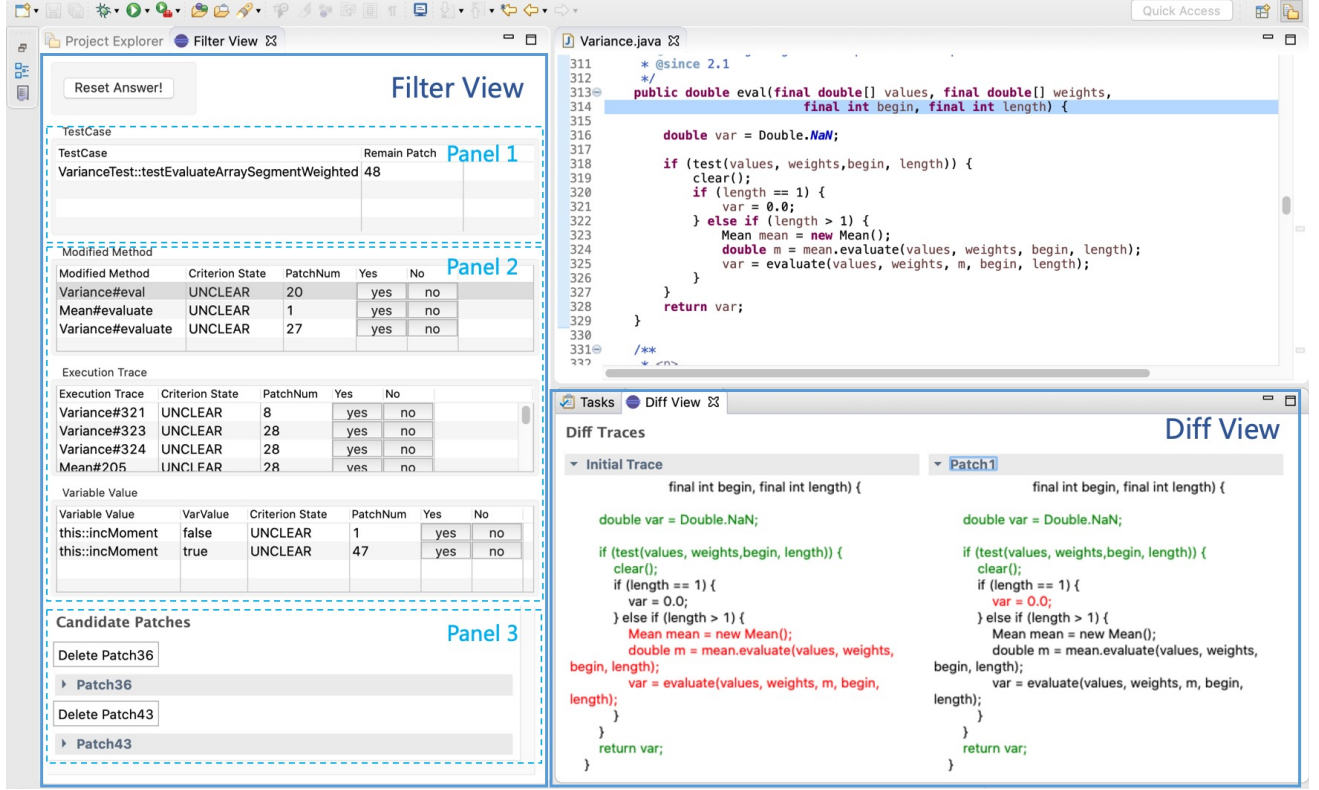 Quick Access
Project Explorer Filter View
Reset Answer!
Filter View
TestCase
Panel 1
TestCase Remain Patch
VarianceTest::testEvaluateArraySegmentWeighted 48
Modified Method
Panel 2
Modified Method Criterion State PatchNum Yes No
Variance#eval UNCLEAR 20 yes no
Mean#evaluate UNCLEAR 1 yes no
Variance#evaluate UNCLEAR 27 yes no
Execution Trace
Execution Trace Criterion State PatchNum Yes No
Variance#321 UNCLEAR 8 yes no
Variance#323 UNCLEAR 28 yes no
Variance#324 UNCLEAR 28 yes no
Mean#205 UNCLEAR 28 yes no
Variable Value
Variable Value VarValue Criterion State PatchNum Yes No
this::incMoment false UNCLEAR 1 yes no
this::incMoment true UNCLEAR 47 yes no
Candidate Patches
Panel 3
Delete Patch36
Patch36
Delete Patch43
Patch43
Variance.java
311 * @since 2.1
312 */
313 public double eval(final double[] values, final double[] weights,
314 final int begin, final int length) {
315
316 double var = Double.NaN;
317
318 if (test(values, weights,begin, length)) {
319 clear();
320 if (length == 1) {
321 var = 0.0;
322 } else if (length > 1) {
323 Mean mean = new Mean();
324 double m = mean.evaluate(values, weights, begin, length);
325 var = evaluate(values, weights, m, begin, length);
326 }
327 }
328 return var;
329 }
330
331 /**
332 * <p>
Tasks Diff View
Diff View
Diff Traces
Initial Trace
final int begin, final int length) {
double var = Double.NaN;
if (test(values, weights,begin, length)) {
clear();
if (length == 1) {
var = 0.0;
} else if (length > 1) {
Mean mean = new Mean();
double m = mean.evaluate(values, weights,
begin, length);
var = evaluate(values, weights, m, begin,
length);
}
}
return var;
}
Patch1
final int begin, final int length) {
double var = Double.NaN;
if (test(values, weights,begin, length)) {
clear();
if (length == 1) {
var = 0.0;
} else if (length > 1) {
Mean mean = new Mean();
double m = mean.evaluate(values, weights,
begin, length);
var = evaluate(values, weights, m, begin,
length);
}
}
return var;
}